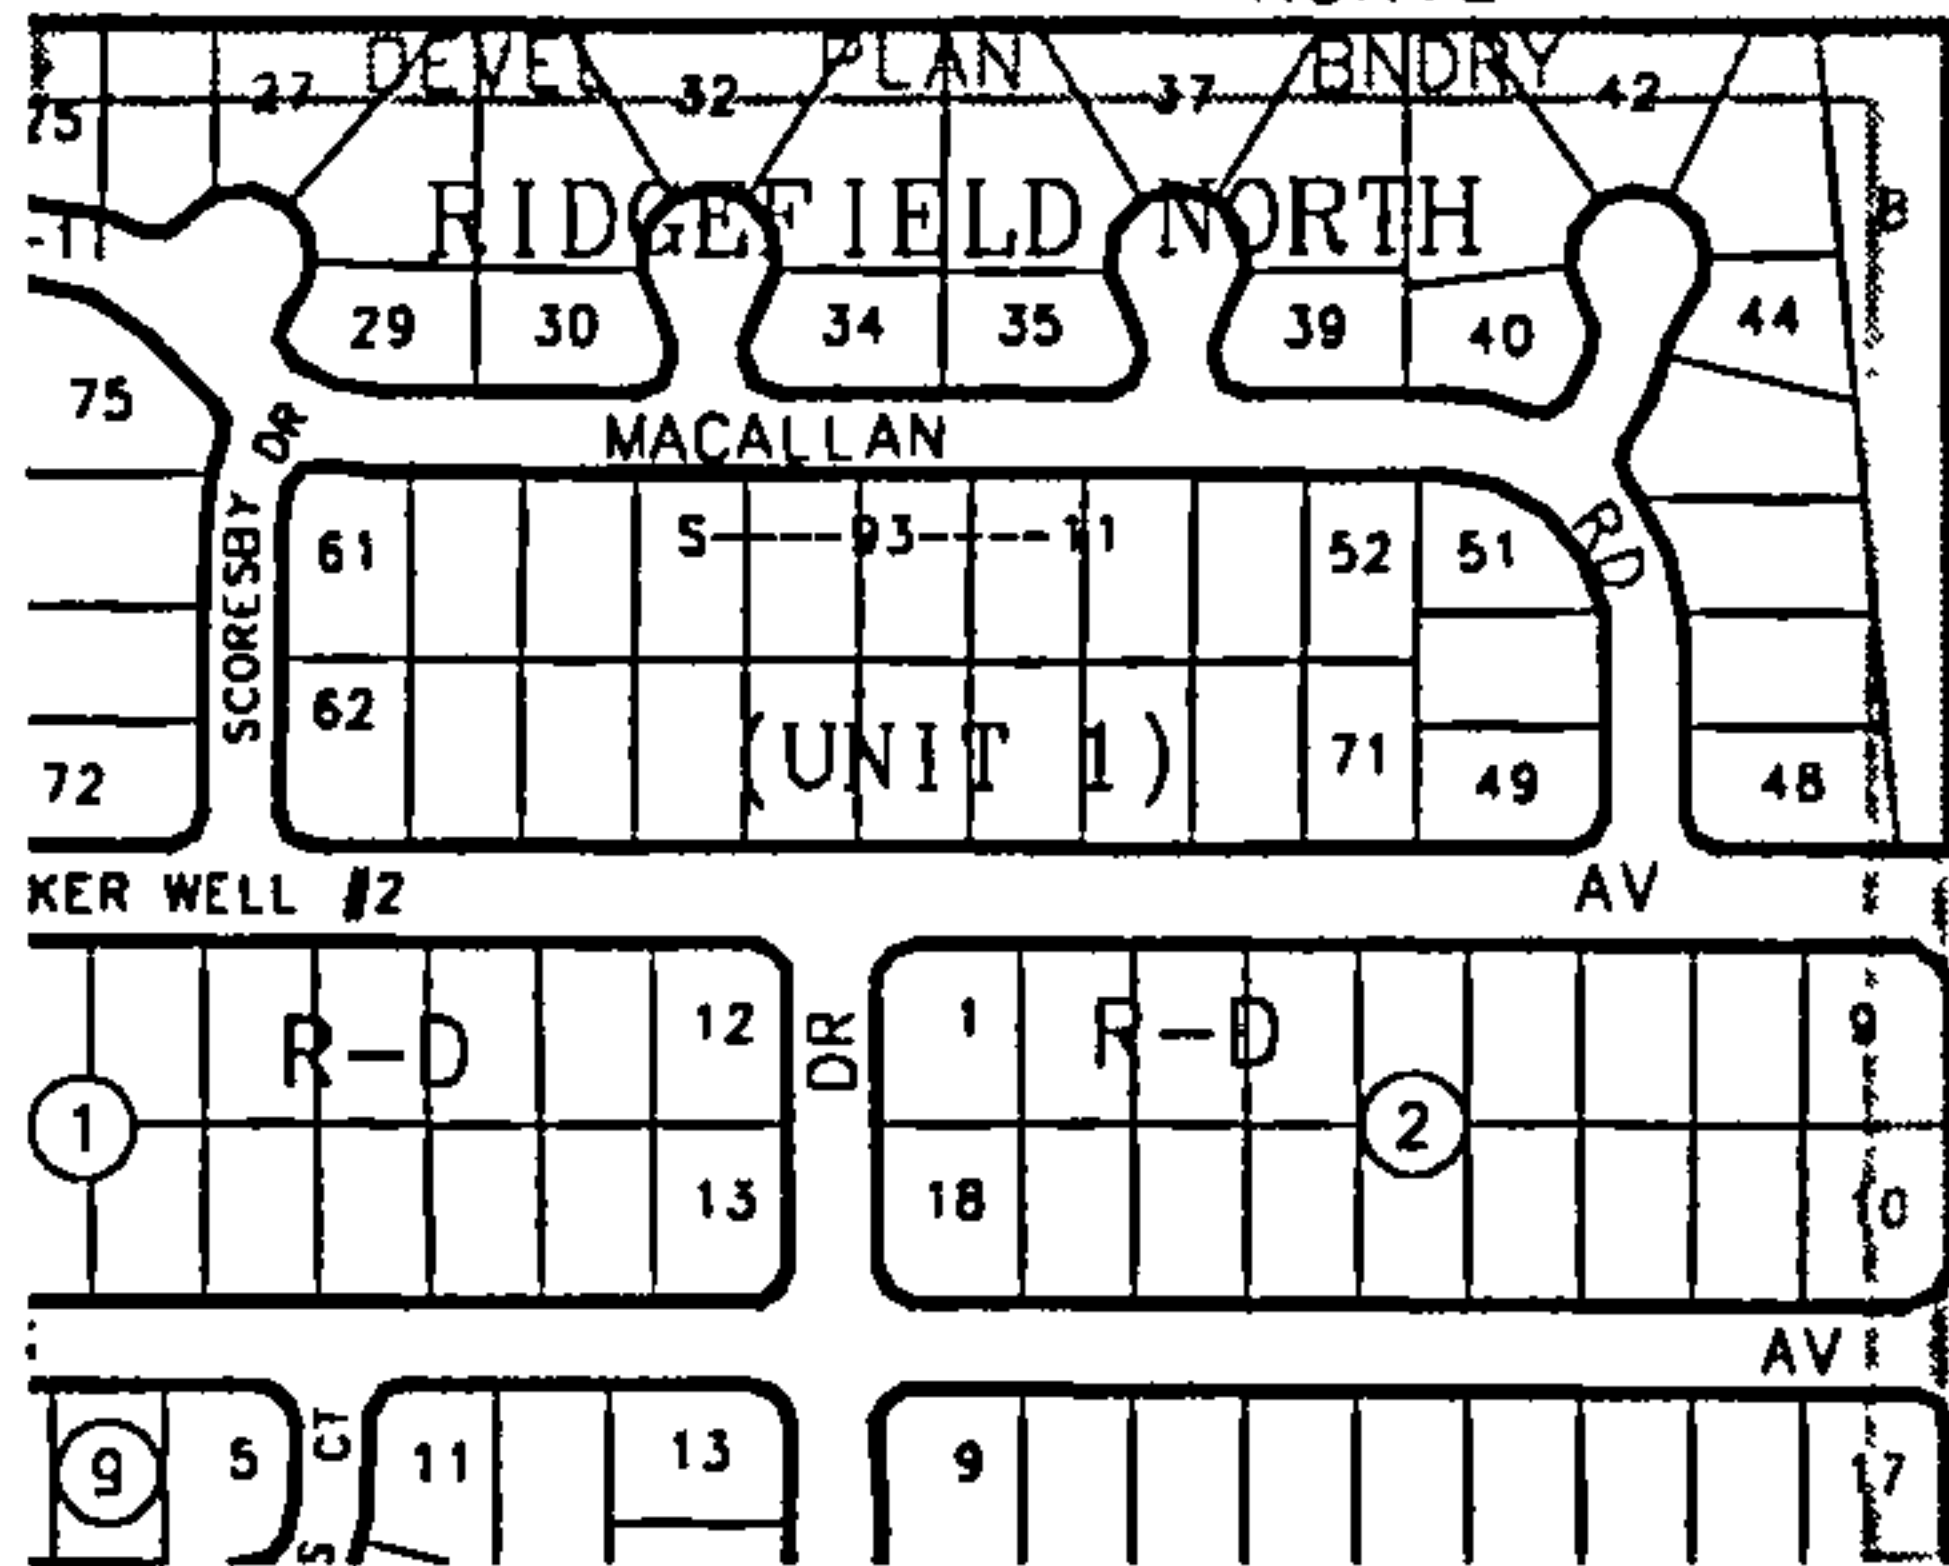 DEVEL PLAN BNDRY
27 32 37 42
75
RIDGEFIELD NORTH
B
29 30 34 35 39 40 44
75
DR
MACALLAN
RD
SCORESBY
61 S----93----11 52 51
62 (UNIT 1) 71 49 48
72
KER WELL #2
AV
R-D 12 DR 1 R-D 9
1 2
13 18 10
AV
9 5 CT 11 13 9 17
S